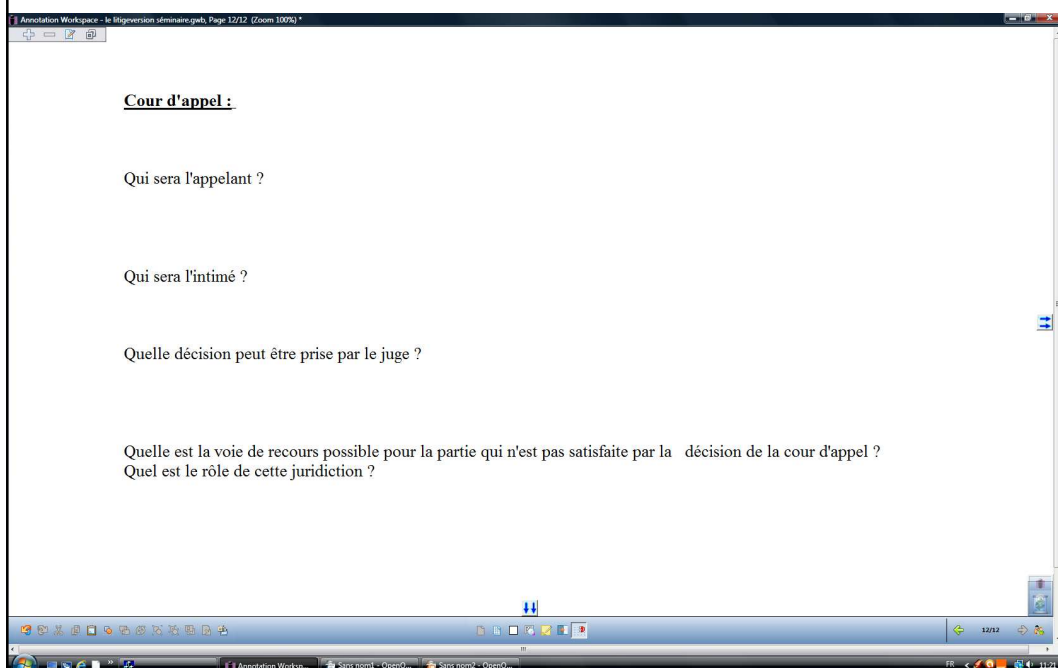 Annotation Workspace - le litigeversion séminaire.gwb, Page 12/12 (Zoom 100%) *
Cour d'appel :
Qui sera l'appelant ?
Qui sera l'intimé ?
Quelle décision peut être prise par le juge ?
Quelle est la voie de recours possible pour la partie qui n'est pas satisfaite par la décision de la cour d'appel ?
Quel est le rôle de cette juridiction ?
12/12
Annotation Worksp... Sans nom1 - OpenO... Sans nom2 - OpenO... FR 11:21